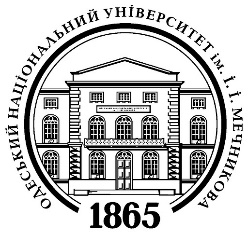 ОДЕСЬКИЙ НАЦІОНАЛЬНИЙ УНІВЕРСИТЕТ ІМ. І. І. МЕЧНИКОВА
1865